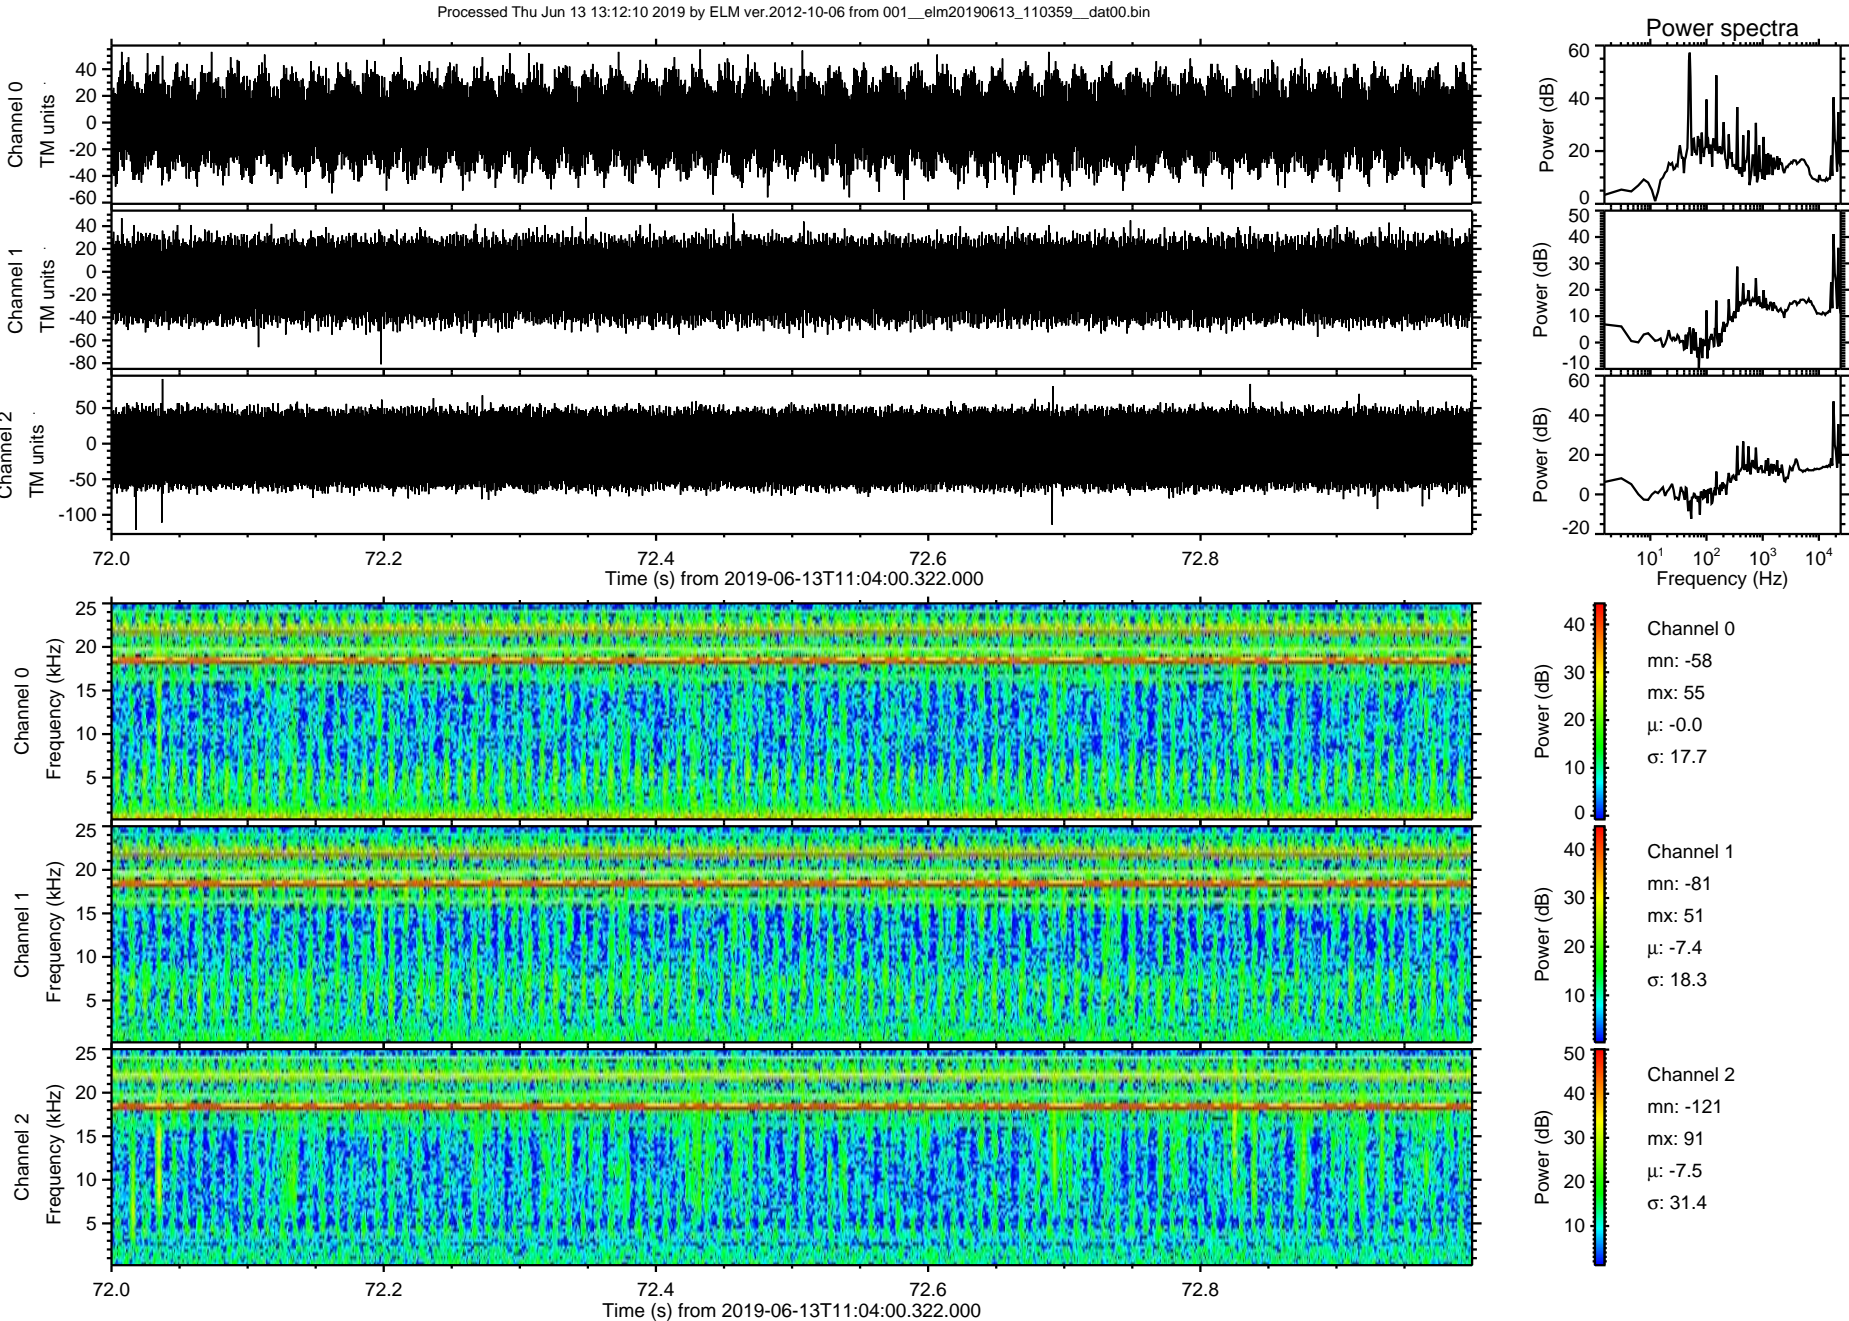 Processed Thu Jun 13 13:12:10 2019 by ELM ver.2012-10-06 from 001__elm20190613_110359__dat00.bin
Power spectra
Channel 0
TM units
40
20
0
-20
-40
-60
Power (dB)
60
40
20
0
Channel 1
TM units
40
20
0
-20
-40
-60
-80
Power (dB)
50
40
30
20
10
0
-10
Channel 2
TM units
50
0
-50
-100
Power (dB)
60
40
20
0
-20
72.0 72.2 72.4 72.6 72.8
Time (s) from 2019-06-13T11:04:00.322.000
10¹ 10² 10³ 10⁴
Frequency (Hz)
Channel 0
Frequency (kHz)
25
20
15
10
5
Power (dB)
40
30
20
10
0
Channel 0
mn: -58
mx: 55
μ: -0.0
σ: 17.7
Channel 1
Frequency (kHz)
25
20
15
10
5
Power (dB)
40
30
20
10
Channel 1
mn: -81
mx: 51
μ: -7.4
σ: 18.3
Channel 2
Frequency (kHz)
25
20
15
10
5
Power (dB)
50
40
30
20
10
Channel 2
mn: -121
mx: 91
μ: -7.5
σ: 31.4
72.0 72.2 72.4 72.6 72.8
Time (s) from 2019-06-13T11:04:00.322.000